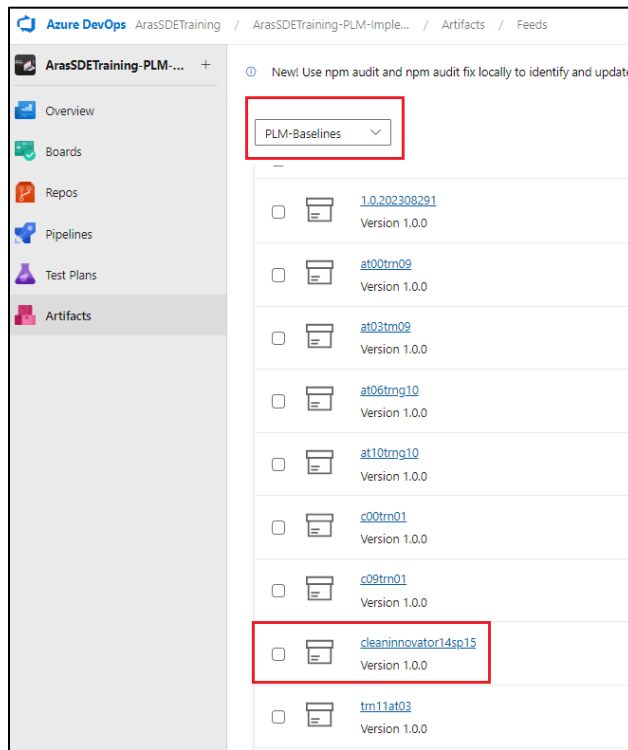 Azure DevOps ArasSDETraining / ArasSDETraining-PLM-Imple... / Artifacts / Feeds
ArasSDETraining-PLM-... +
New! Use npm audit and npm audit fix locally to identify and update
Overview
PLM-Baselines
Boards
Repos
Pipelines
Test Plans
Artifacts
1.0.202308291
Version 1.0.0
at00trn09
Version 1.0.0
at03tm09
Version 1.0.0
at06trng10
Version 1.0.0
at10trng10
Version 1.0.0
c00trn01
Version 1.0.0
c09trn01
Version 1.0.0
cleaninnovator14sp15
Version 1.0.0
trn11at03
Version 1.0.0